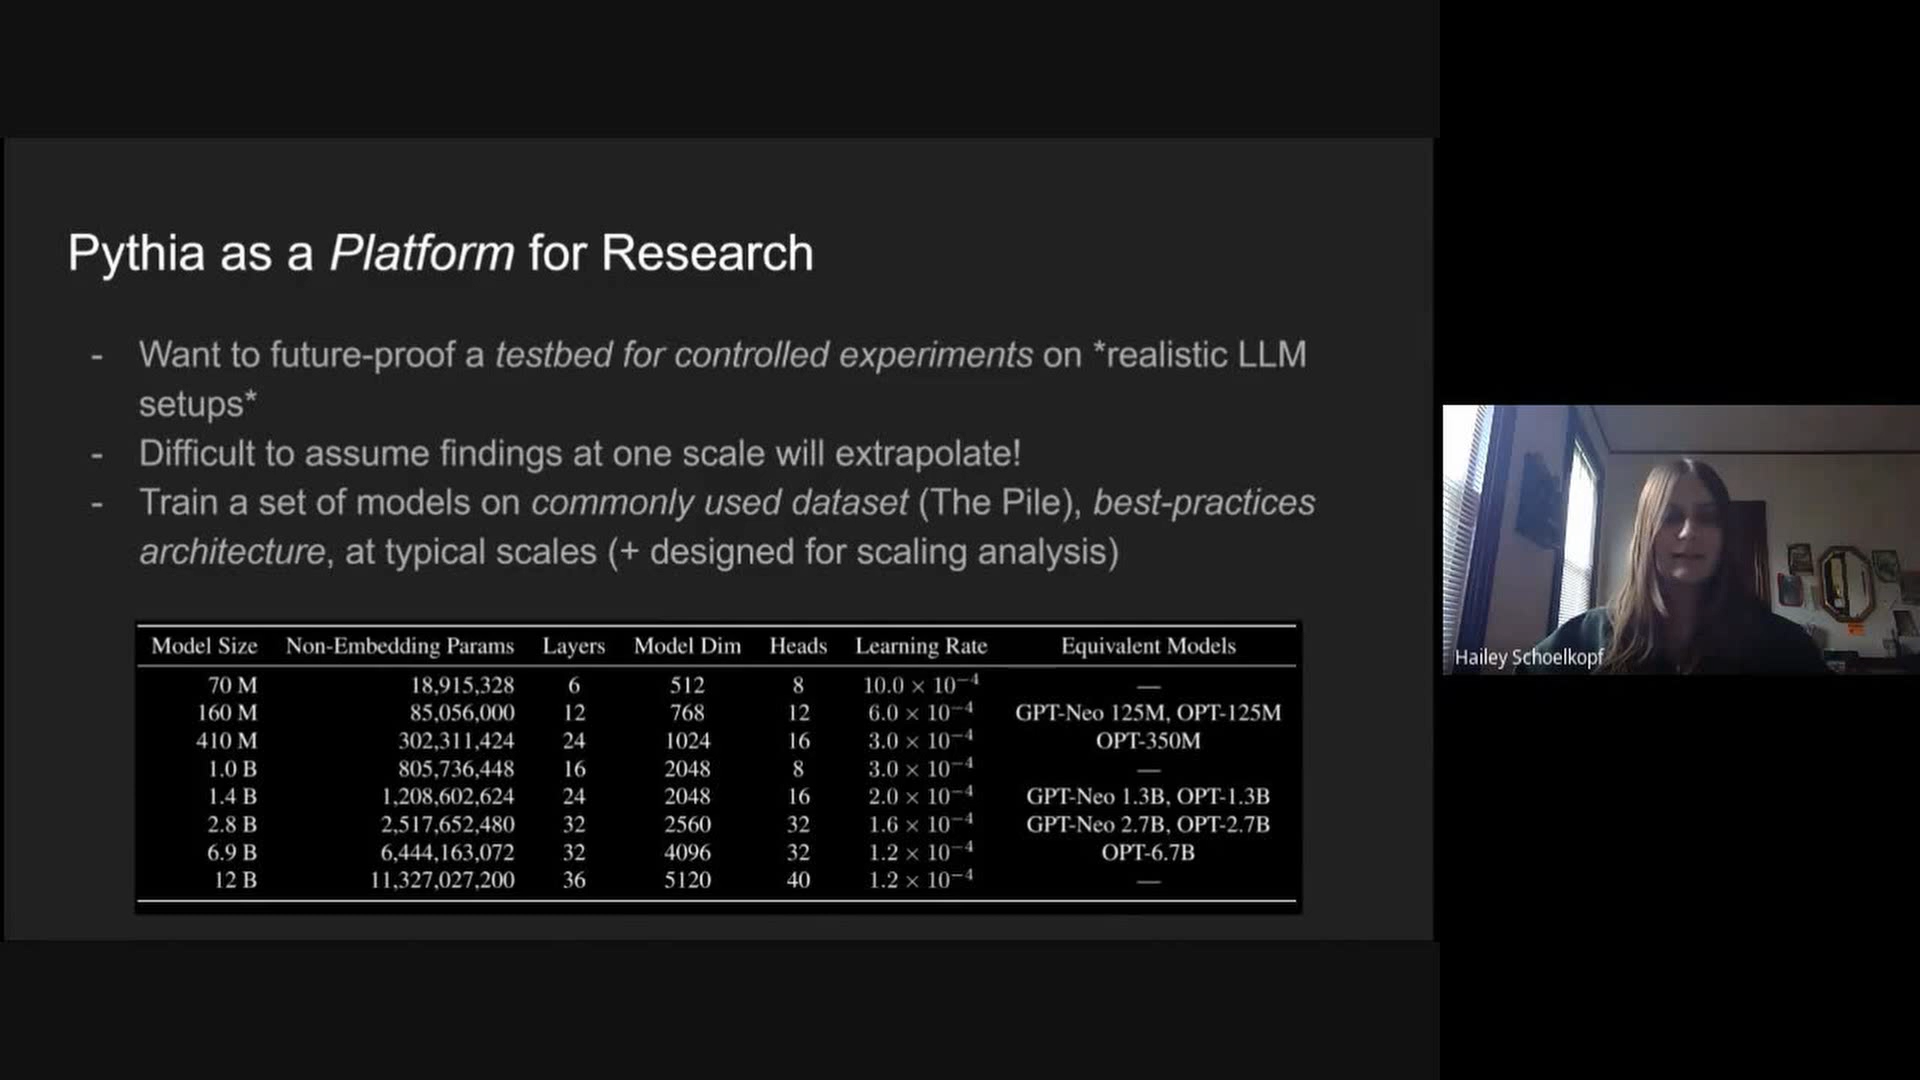 Pythia as a Platform for Research
- Want to future-proof a testbed for controlled experiments on *realistic LLM
setups*
- Difficult to assume findings at one scale will extrapolate!
- Train a set of models on commonly used dataset (The Pile), best-practices
architecture, at typical scales (+ designed for scaling analysis)
Model Size Non-Embedding Params Layers Model Dim Heads Learning Rate Equivalent Models
70 M 18,915,328 6 512 8 10.0 × 10⁻⁴ —
160 M 85,056,000 12 768 12 6.0 × 10⁻⁴ GPT-Neo 125M, OPT-125M
410 M 302,311,424 24 1024 16 3.0 × 10⁻⁴ OPT-350M
1.0 B 805,736,448 16 2048 8 3.0 × 10⁻⁴ —
1.4 B 1,208,602,624 24 2048 16 2.0 × 10⁻⁴ GPT-Neo 1.3B, OPT-1.3B
2.8 B 2,517,652,480 32 2560 32 1.6 × 10⁻⁴ GPT-Neo 2.7B, OPT-2.7B
6.9 B 6,444,163,072 32 4096 32 1.2 × 10⁻⁴ OPT-6.7B
12 B 11,327,027,200 36 5120 40 1.2 × 10⁻⁴ —
Hailey Schoelkopf